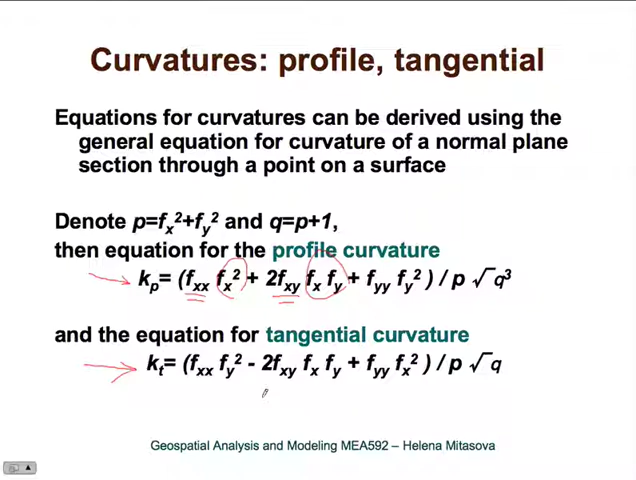 Curvatures: profile, tangential
Equations for curvatures can be derived using the
general equation for curvature of a normal plane
section through a point on a surface
Denote p=fx²+fy² and q=p+1,
then equation for the profile curvature
kp= (fxx fx² + 2fxy fx fy + fyy fy² ) / p √q³
and the equation for tangential curvature
kt= (fxx fy² - 2fxy fx fy + fyy fx² ) / p √q
Geospatial Analysis and Modeling MEA592 – Helena Mitasova